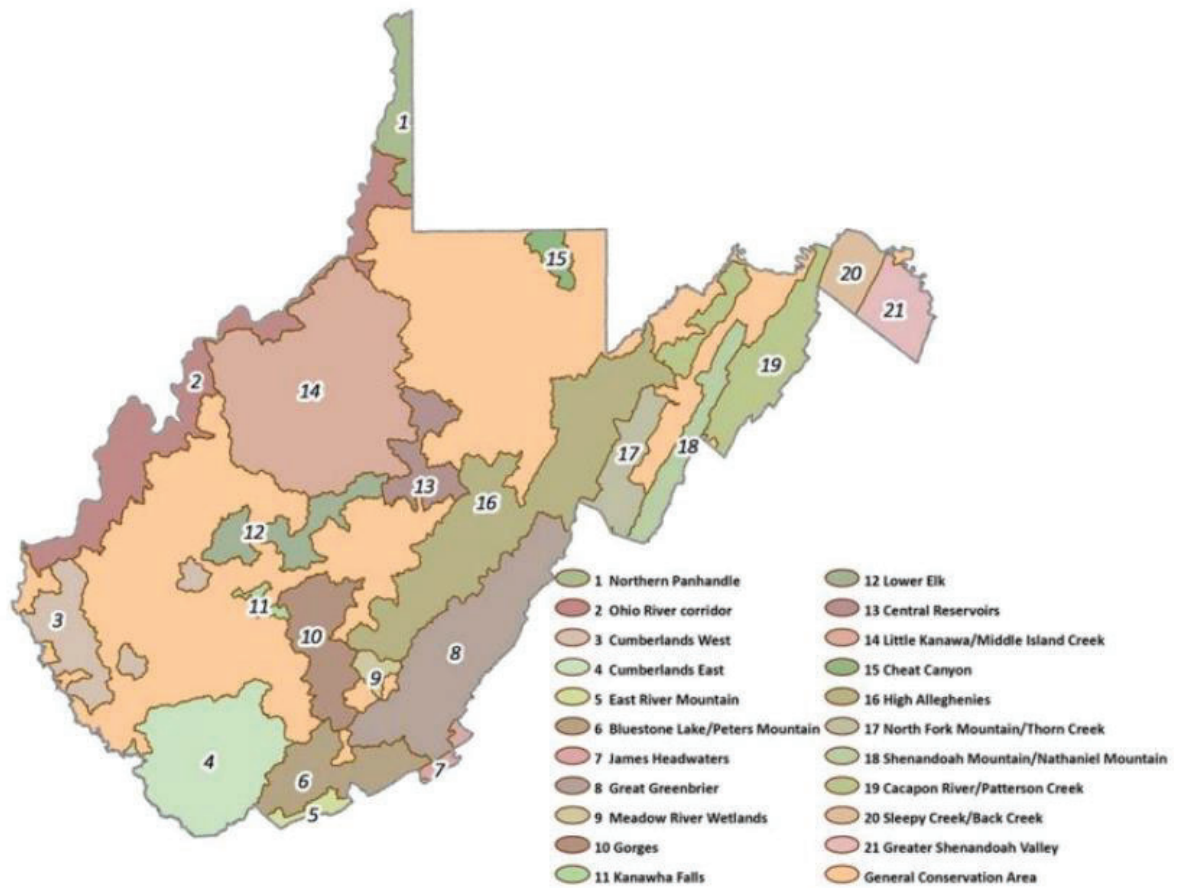 1
15
20
21
2
14
19
18
17
13
16
12
3
11
10
8
9
4
7
6
5
1 Northern Panhandle
2 Ohio River corridor
3 Cumberlands West
4 Cumberlands East
5 East River Mountain
6 Bluestone Lake/Peters Mountain
7 James Headwaters
8 Great Greenbrier
9 Meadow River Wetlands
10 Gorges
11 Kanawha Falls
12 Lower Elk
13 Central Reservoirs
14 Little Kanawa/Middle Island Creek
15 Cheat Canyon
16 High Alleghenies
17 North Fork Mountain/Thorn Creek
18 Shenandoah Mountain/Nathaniel Mountain
19 Cacapon River/Patterson Creek
20 Sleepy Creek/Back Creek
21 Greater Shenandoah Valley
General Conservation Area